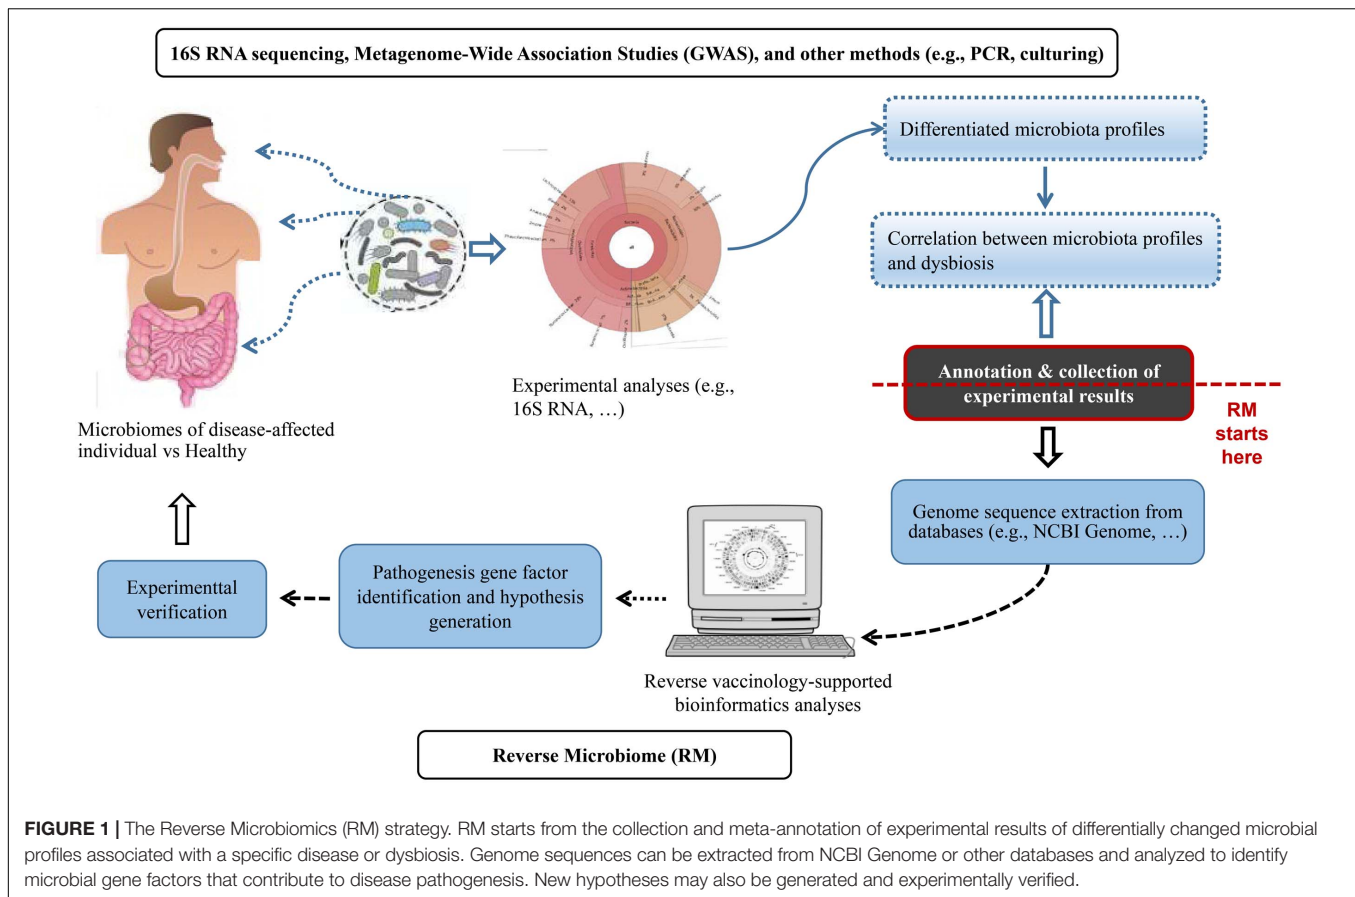 16S RNA sequencing, Metagenome-Wide Association Studies (GWAS), and other methods (e.g., PCR, culturing)
Differentiated microbiota profiles
Correlation between microbiota profiles
and dysbiosis
Annotation & collection of
experimental results
RM
starts
here
Experimental analyses (e.g.,
16S RNA, …)
Microbiomes of disease-affected
individual vs Healthy
Genome sequence extraction from
databases (e.g., NCBI Genome, …)
Pathogenesis gene factor
identification and hypothesis
generation
Experimenttal
verification
Reverse vaccinology-supported
bioinformatics analyses
Reverse Microbiome (RM)
FIGURE 1 | The Reverse Microbiomics (RM) strategy. RM starts from the collection and meta-annotation of experimental results of differentially changed microbial
profiles associated with a specific disease or dysbiosis. Genome sequences can be extracted from NCBI Genome or other databases and analyzed to identify
microbial gene factors that contribute to disease pathogenesis. New hypotheses may also be generated and experimentally verified.